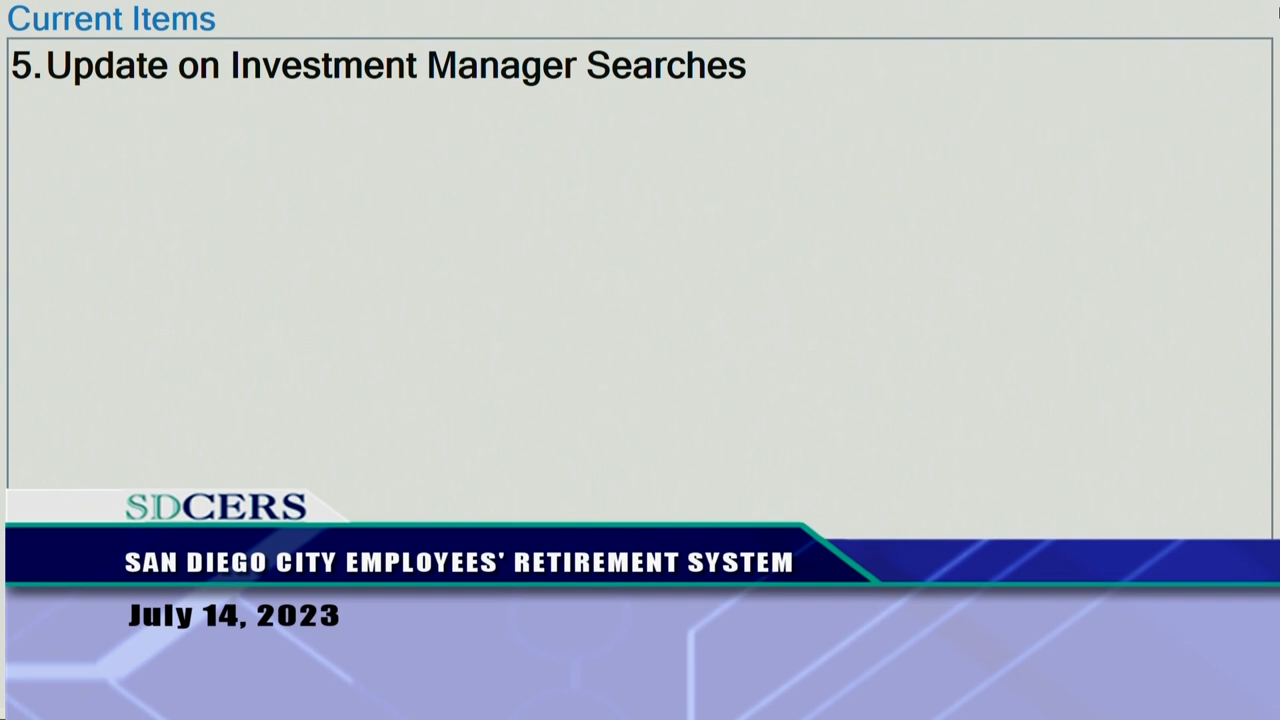 Current Items
5. Update on Investment Manager Searches
SDCERS
SAN DIEGO CITY EMPLOYEES' RETIREMENT SYSTEM
July 14, 2023